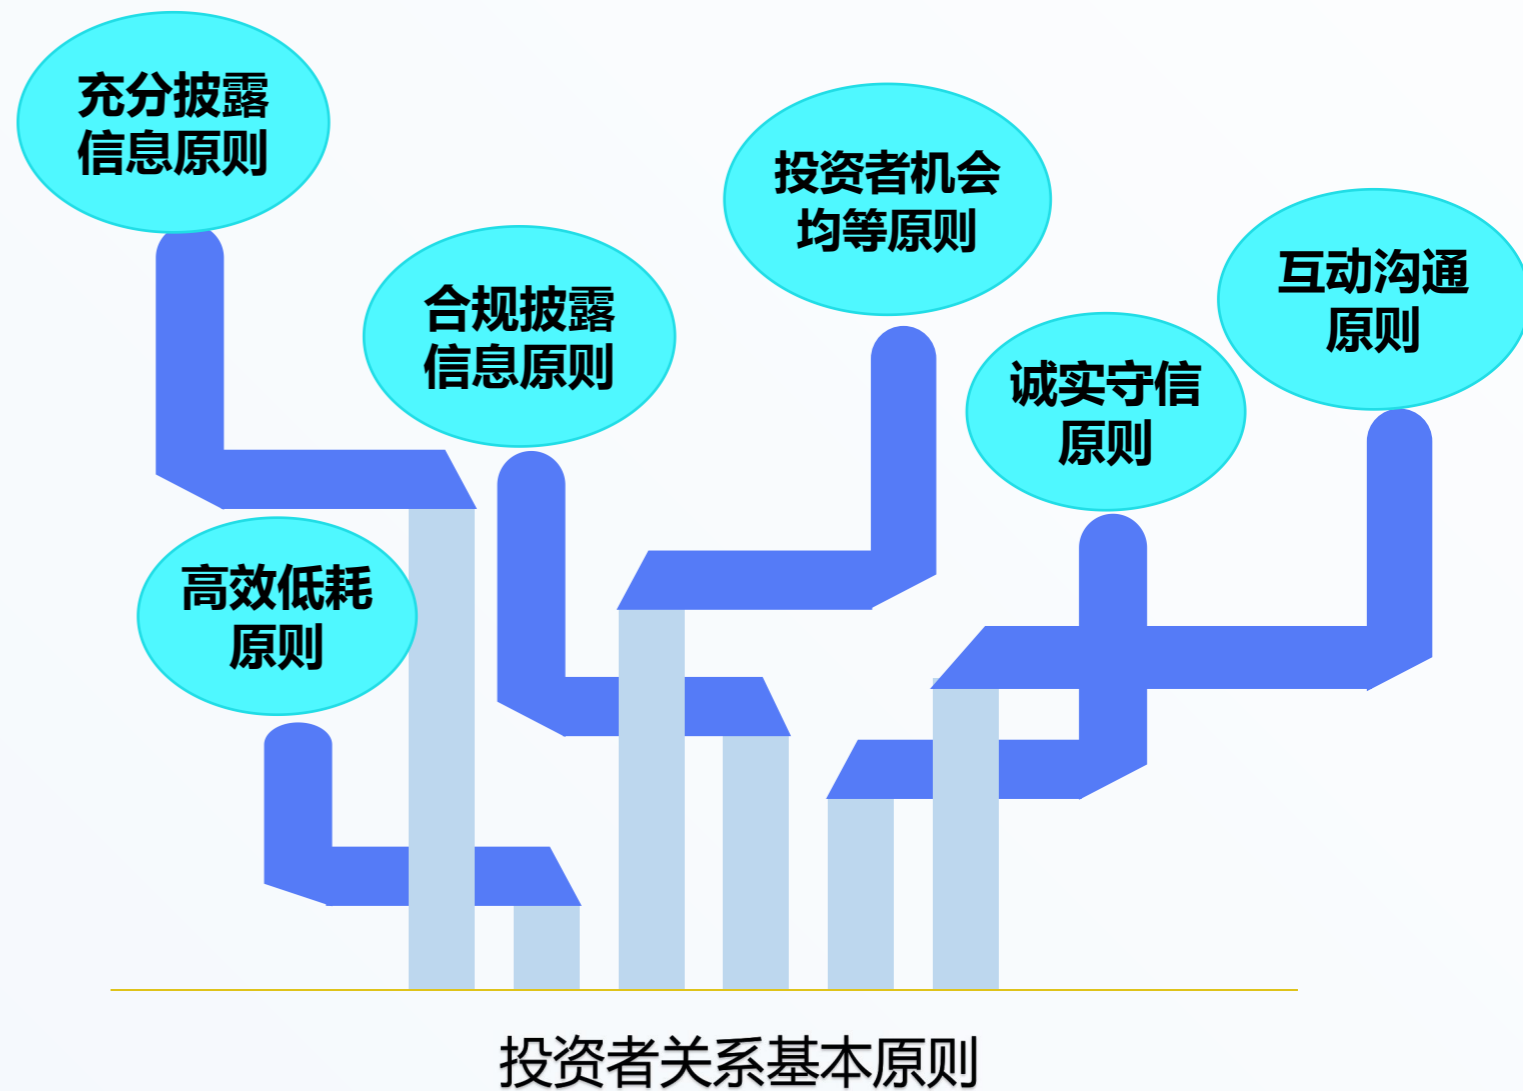 充分披露
信息原则
合规披露
信息原则
投资者机会
均等原则
诚实守信
原则
互动沟通
原则
高效低耗
原则
投资者关系基本原则